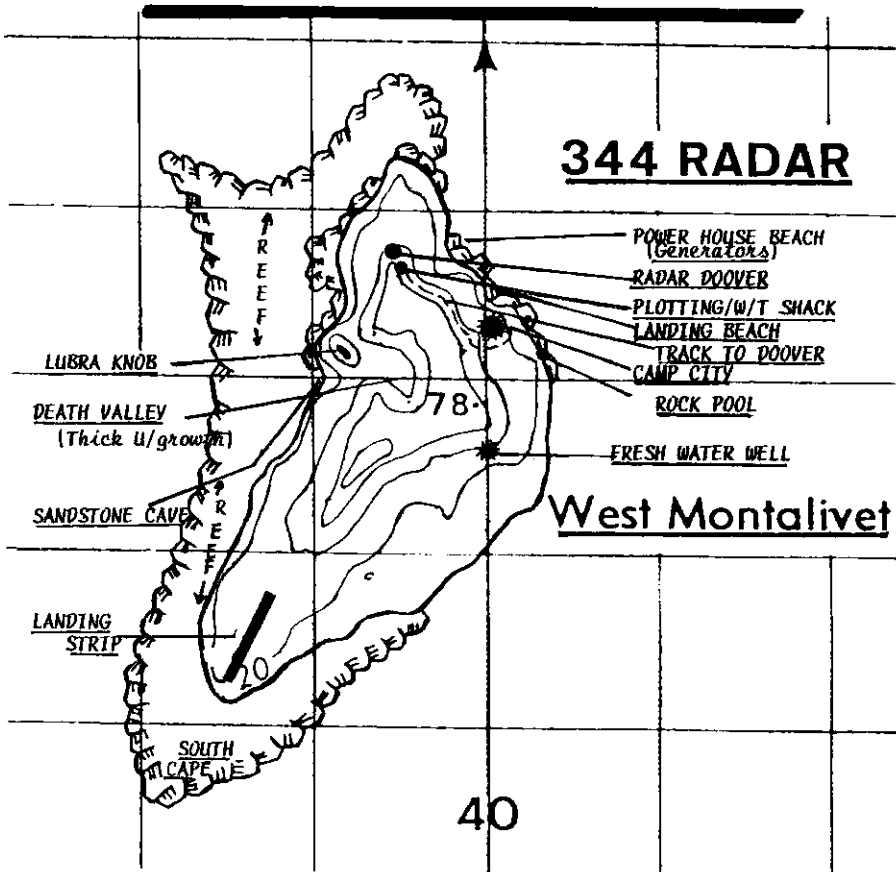 344 RADAR
POWER HOUSE BEACH
(Generators)
RADAR DOOVER
PLOTTING/W/T SHACK
LANDING BEACH
TRACK TO DOOVER
CAMP CITY
ROCK POOL
FRESH WATER WELL
West Montalivet
REEF
LUBRA KNOB
DEATH VALLEY
(Thick U/growth)
SANDSTONE CAVE
REEF
LANDING
STRIP
78
20
SOUTH
CAPE
40